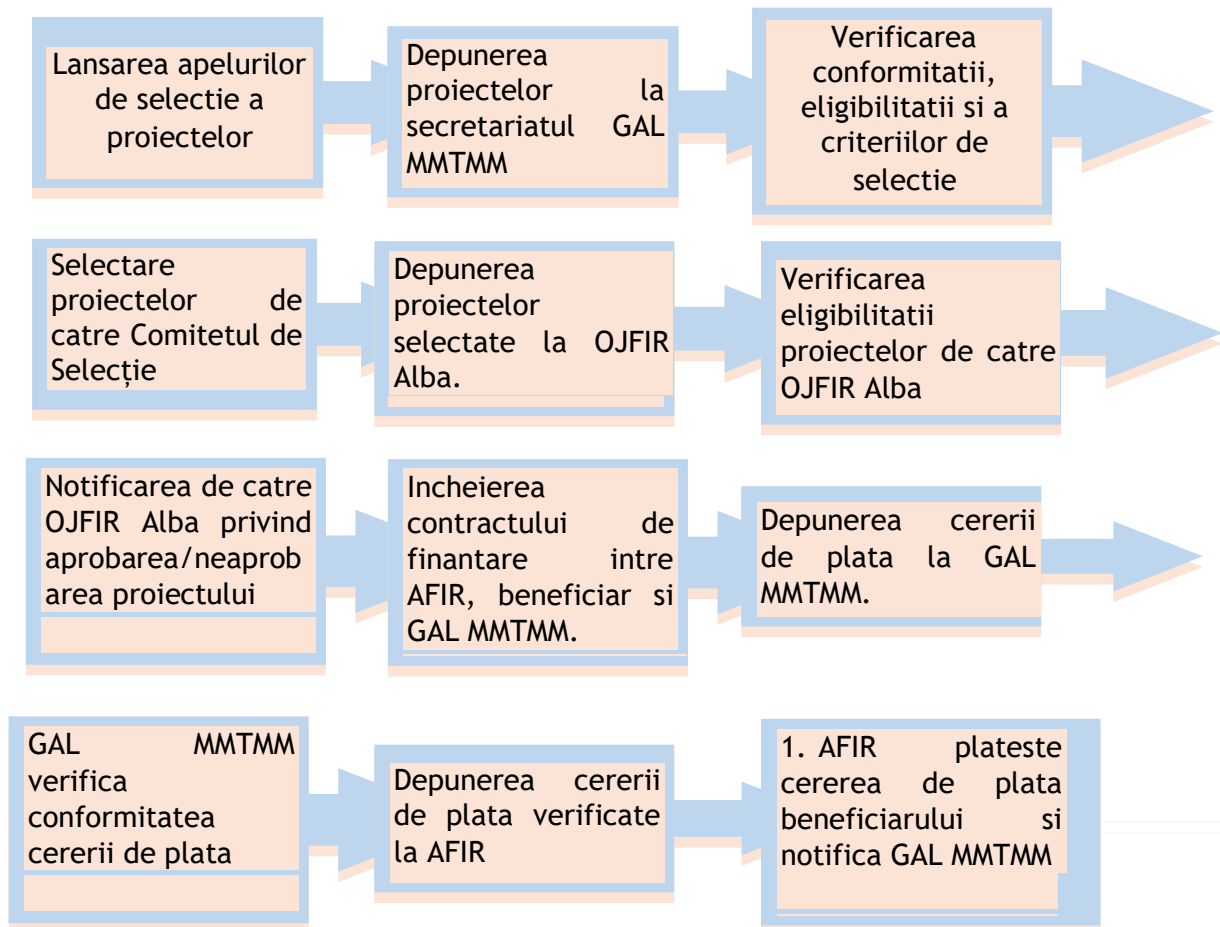 Lansarea apelurilor
de selectie a
proiectelor
Depunerea
proiectelor la
secretariatul GAL
MMTMM
Verificarea
conformitatii,
eligibilitatii si a
criteriilor de
selectie
Selectare
proiectelor de
catre Comitetul de
Selecție
Depunerea
proiectelor
selectate la OJFIR
Alba.
Verificarea
eligibilitatii
proiectelor de catre
OJFIR Alba
Notificarea de catre
OJFIR Alba privind
aprobarea/neaprob
area proiectului
Incheierea
contractului de
finantare intre
AFIR, beneficiar si
GAL MMTMM.
Depunerea cererii
de plata la GAL
MMTMM.
GAL MMTMM
verifica
conformitatea
cererii de plata
Depunerea cererii
de plata verificate
la AFIR
1. AFIR plateste
cererea de plata
beneficiarului si
notifica GAL MMTMM